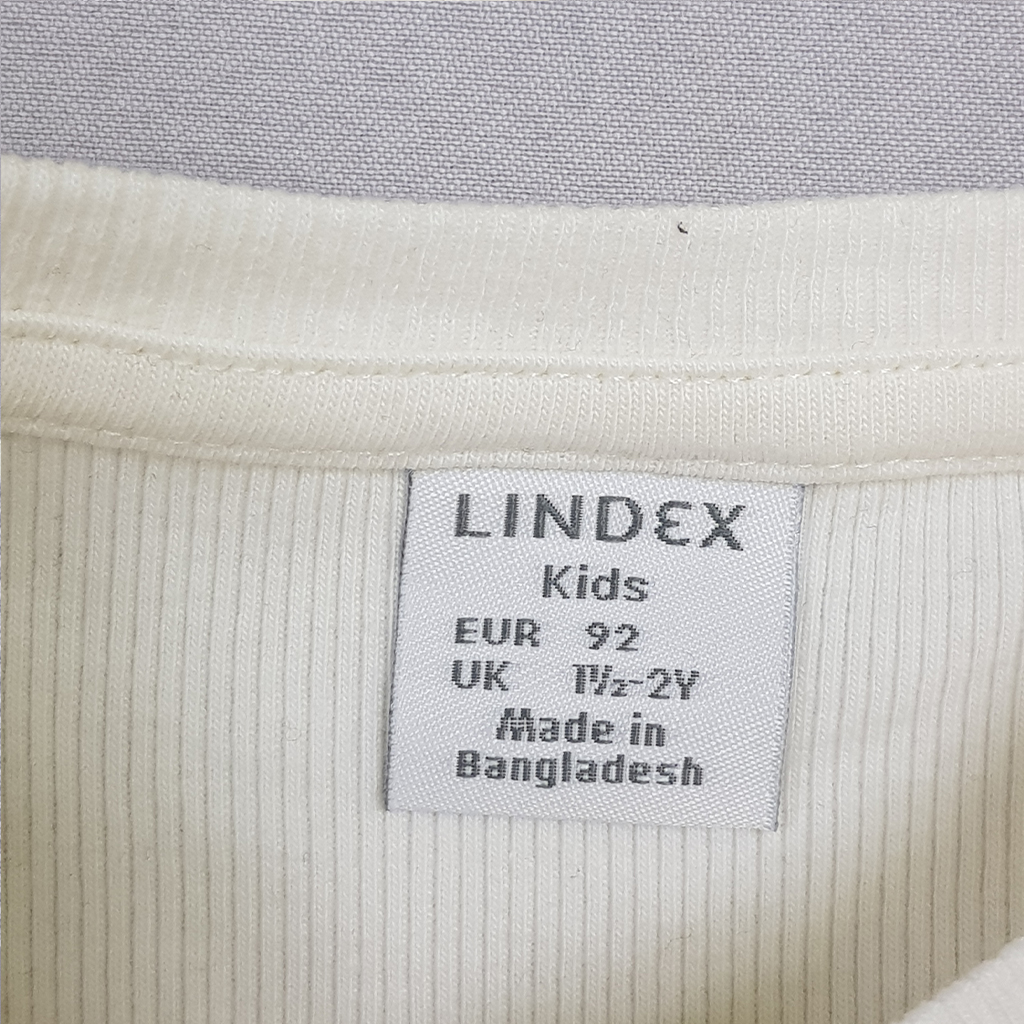 LINDEX
Kids
EUR 92
UK 1½-2Y
Made in
Bangladesh